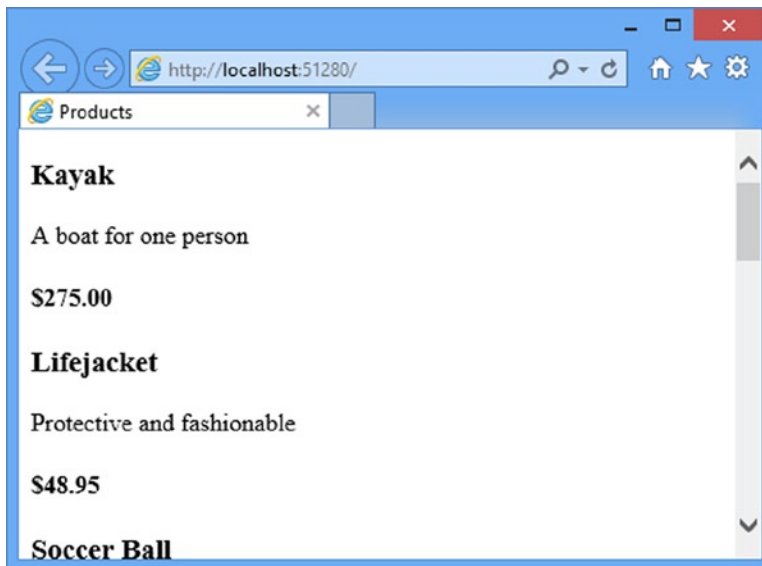 http://localhost:51280/
Products
Kayak
A boat for one person
$275.00
Lifejacket
Protective and fashionable
$48.95
Soccer Ball